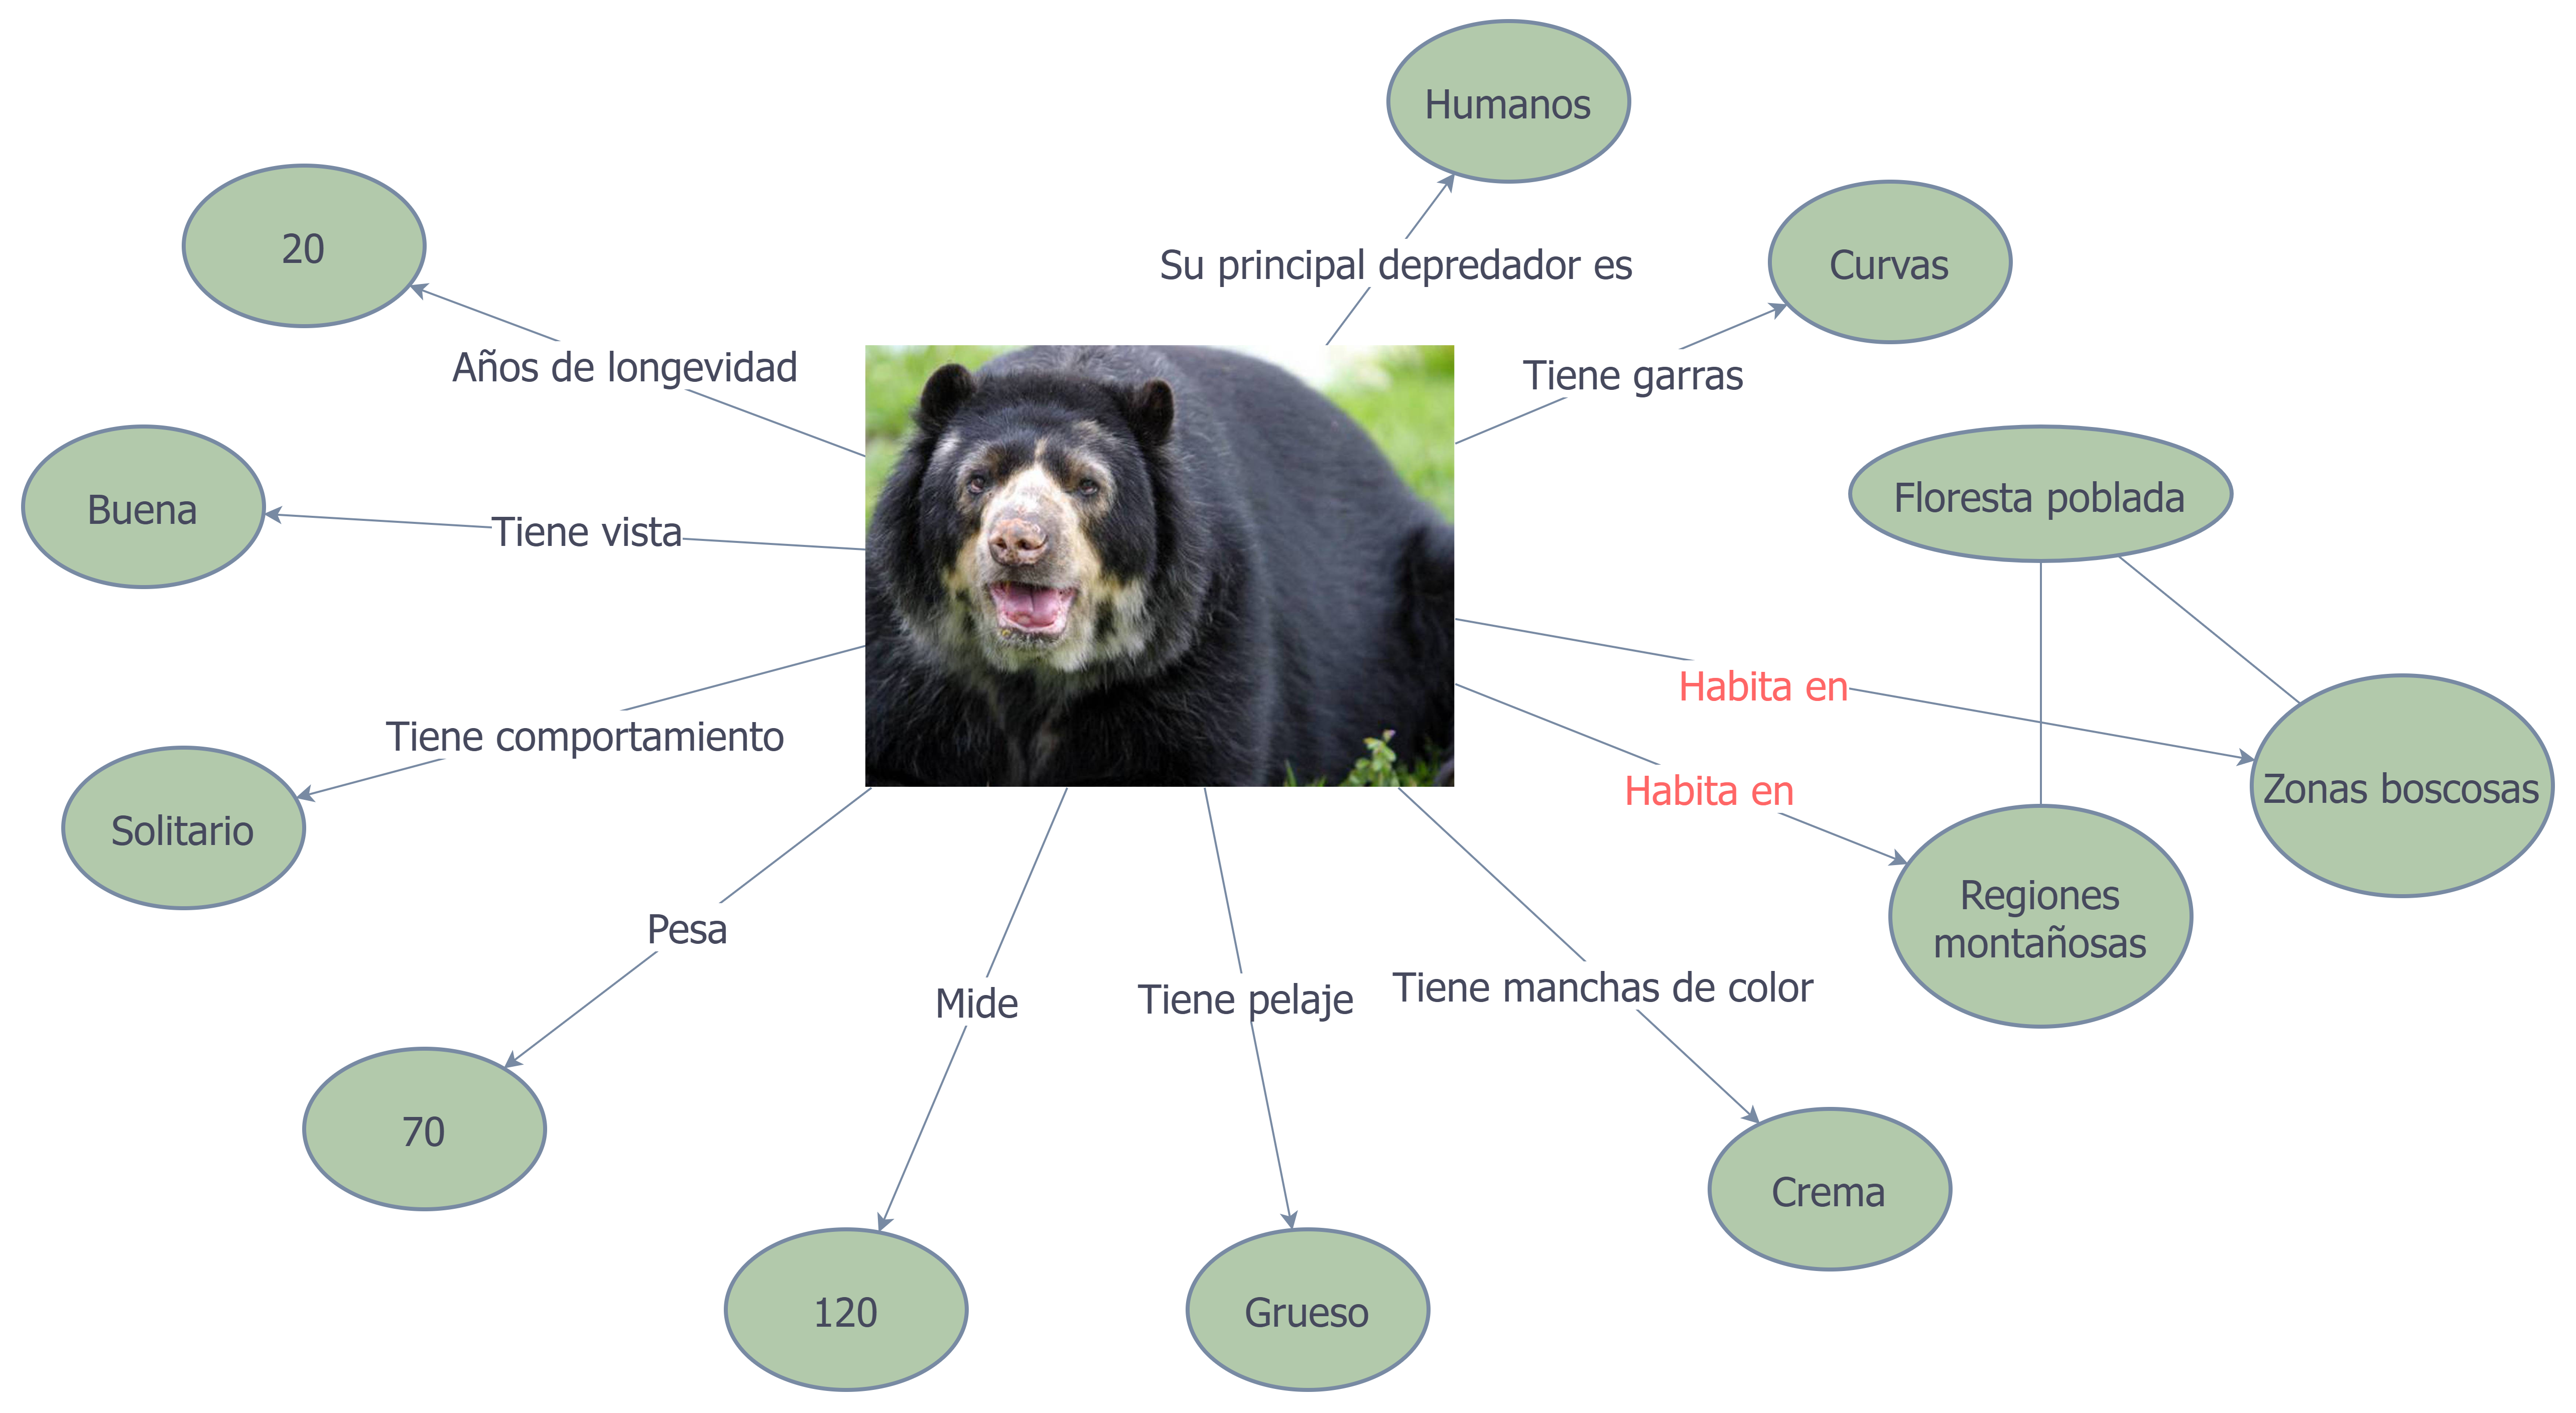 Humanos
20
Curvas
Su principal depredador es
Años de longevidad
Tiene garras
Buena
Tiene vista
Floresta poblada
Habita en
Tiene comportamiento
Solitario
Habita en
Zonas boscosas
Regiones
montañosas
Pesa
Mide
Tiene pelaje
Tiene manchas de color
70
120
Grueso
Crema